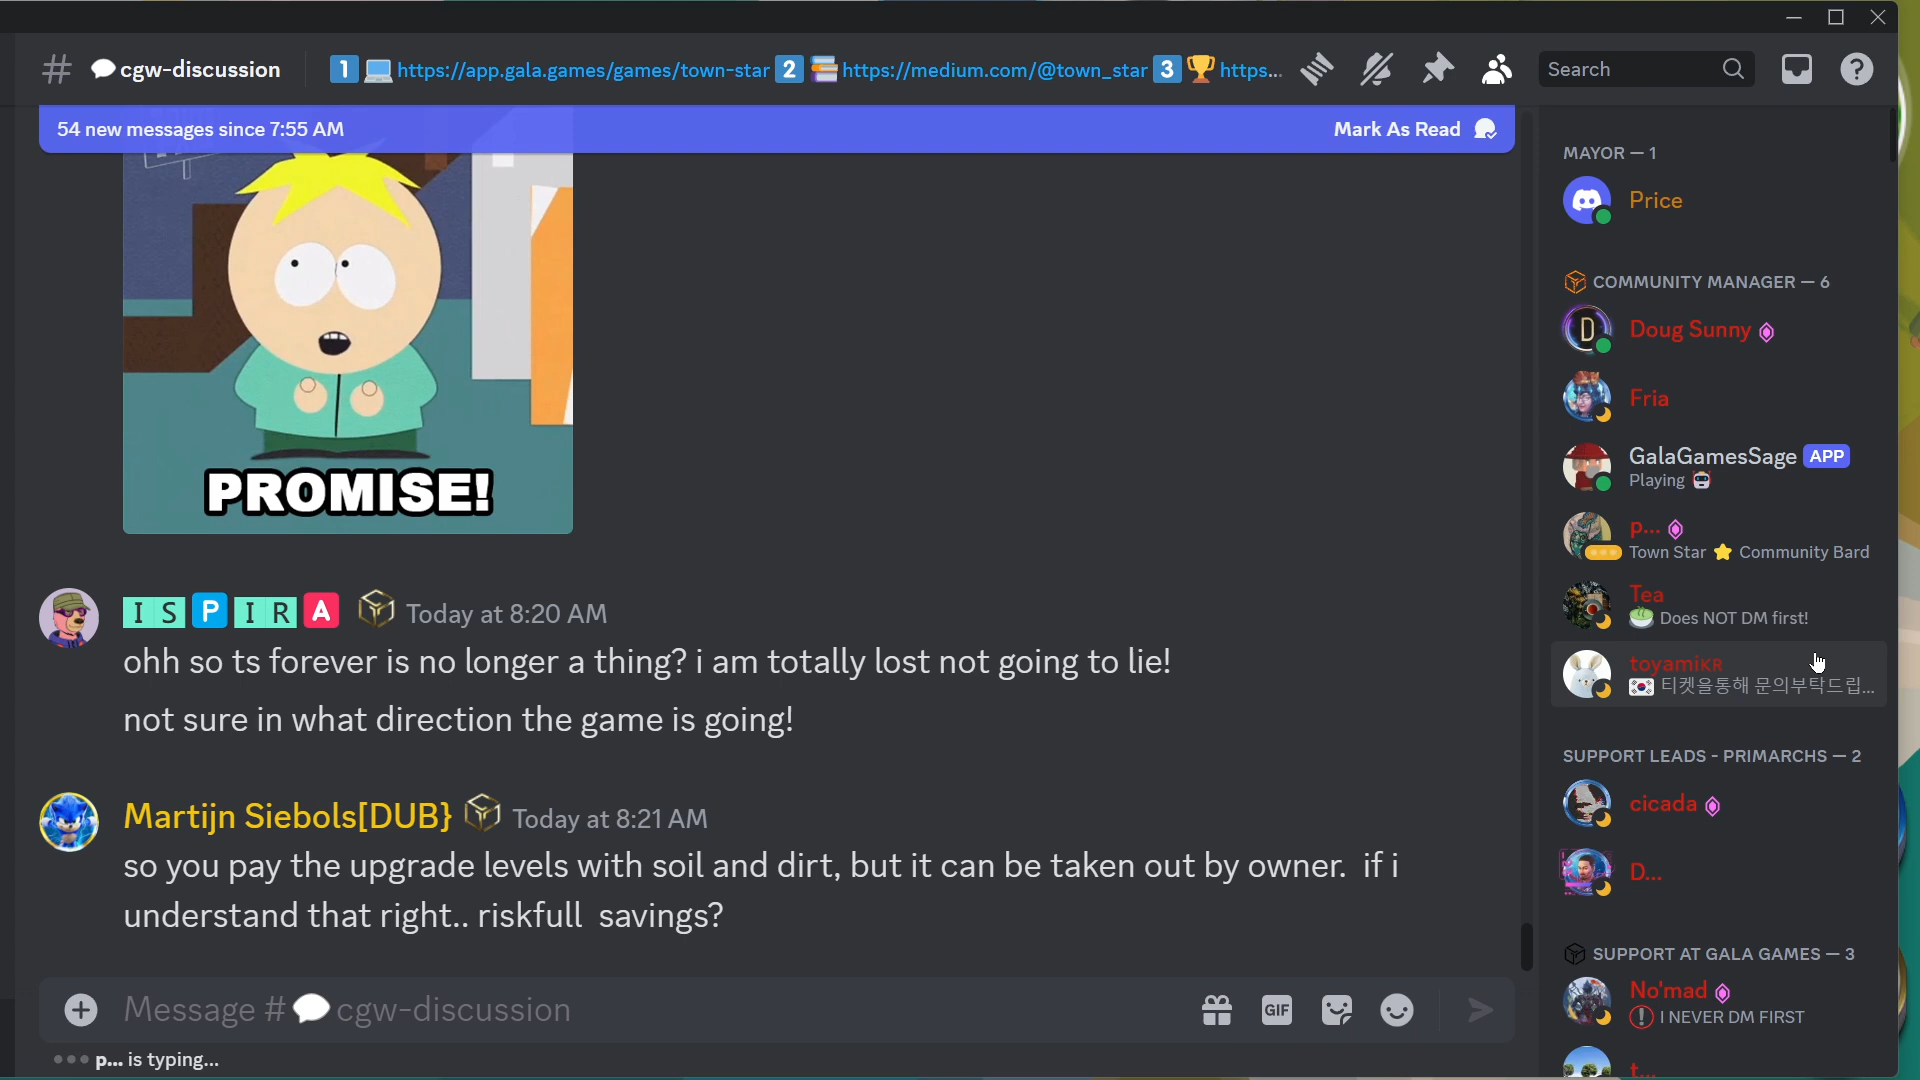 # cgw-discussion 1 https://app.gala.games/games/town-star 2 https://medium.com/@town_star 3 https... Search
54 new messages since 7:55 AM Mark As Read
PROMISE!
ISPIRA Today at 8:20 AM
ohh so ts forever is no longer a thing? i am totally lost not going to lie!
not sure in what direction the game is going!
Martijn Siebols[DUB} Today at 8:21 AM
so you pay the upgrade levels with soil and dirt, but it can be taken out by owner. if i
understand that right.. riskfull savings?
Message # cgw-discussion GIF
p... is typing...
MAYOR — 1
Price
COMMUNITY MANAGER — 6
D
Doug Sunny
Fria
GalaGamesSage APP
Playing
p...
Town Star Community Bard
Tea
Does NOT DM first!
toyamiKR
티켓을통해 문의부탁드립...
SUPPORT LEADS - PRIMARCHS — 2
cicada
D...
SUPPORT AT GALA GAMES — 3
No'mad
I NEVER DM FIRST
t...